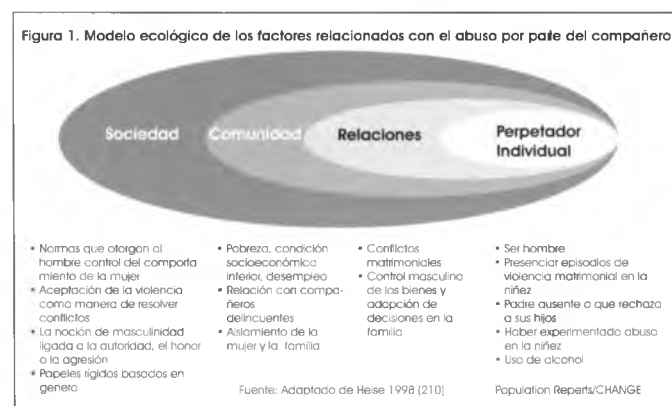 Figura 1. Modelo ecológico de los factores relacionados con el abuso por parte del compañero
Sociedad
Comunidad
Relaciones
Perpetador
Individual
* Normas que otorgan al
hombre control del comporta
miento de la mujer
* Aceptación de la violencia
como manera de resolver
conflictos
* La noción de masculinidad
ligada a la autoridad, el honor
o la agresión
* Papeles rígidos basados en
genero
* Pobreza, condición
socioeconómica
inferior, desempleo
* Relación con compa-
ñeros
delincuentes
* Aislamiento de la
mujer y la familia
* Conflictos
matrimoniales
* Control masculino
de los bienes y
adopción de
decisiones en la
familia
* Ser hombre
* Presenciar episodios de
violencia matrimonial en la
niñez
* Padre ausente o que rechaza
a sus hijos
* Haber experimentado abuso
en la niñez
* Uso de alcohol
Fuente: Adaptado de Heise 1998 (210)
Population Reports/CHANGE